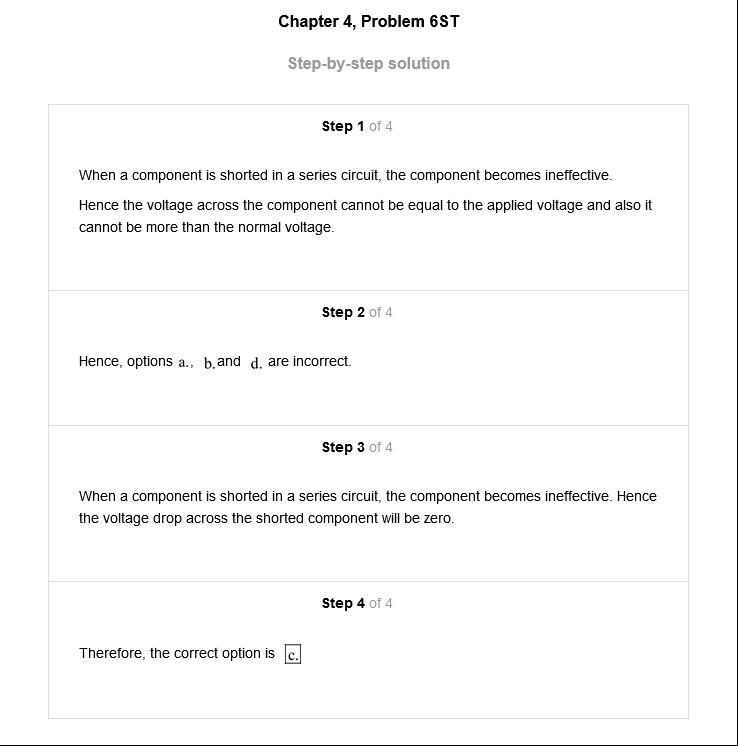 Chapter 4, Problem 6ST
Step-by-step solution
Step 1 of 4
When a component is shorted in a series circuit, the component becomes ineffective.
Hence the voltage across the component cannot be equal to the applied voltage and also it
cannot be more than the normal voltage.
Step 2 of 4
Hence, options a., b. and d. are incorrect.
Step 3 of 4
When a component is shorted in a series circuit, the component becomes ineffective. Hence
the voltage drop across the shorted component will be zero.
Step 4 of 4
Therefore, the correct option is c.